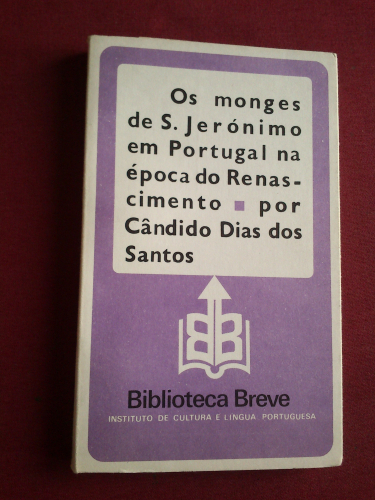 Os monges
de S. Jerónimo
em Portugal na
época do Renas-
cimento ▪ por
Cândido Dias dos
Santos
BB
Biblioteca Breve
INSTITUTO DE CULTURA E LÍNGUA PORTUGUESA